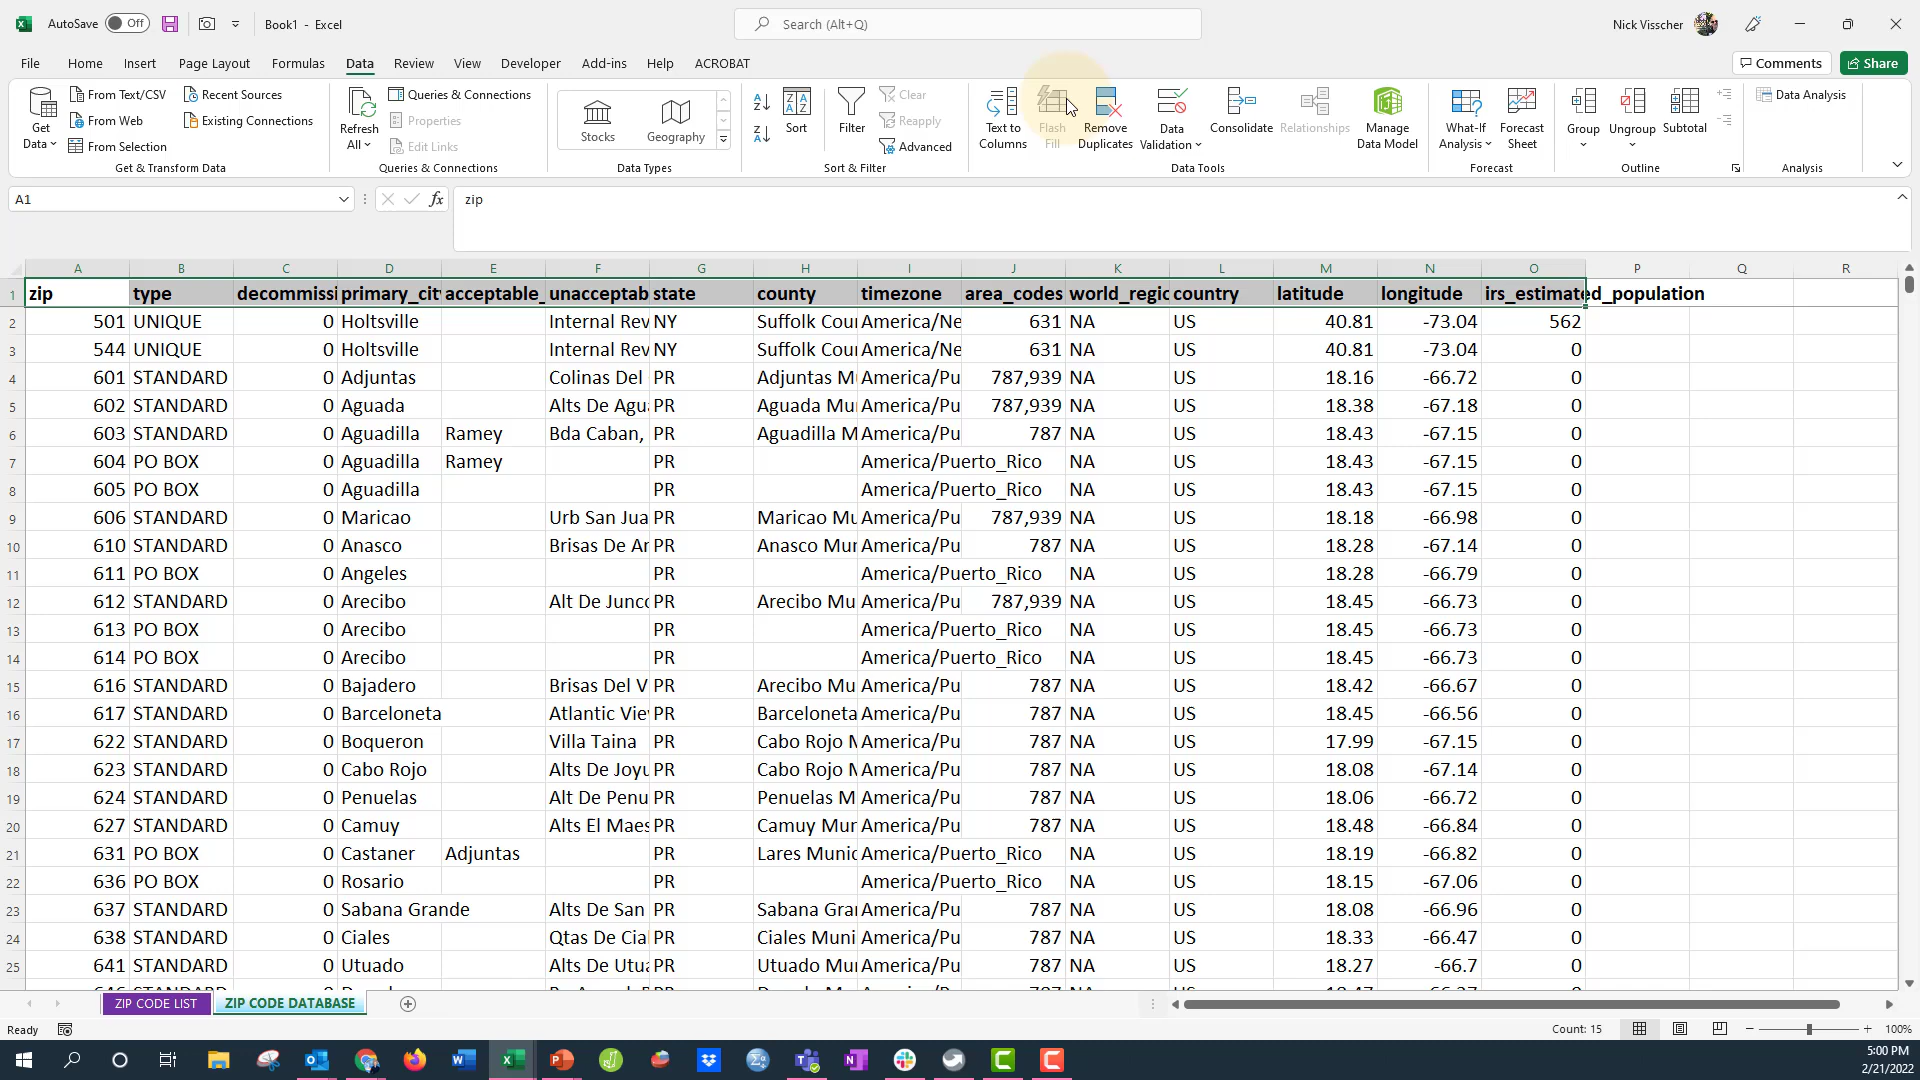 AutoSave Off Book1 - Excel Search (Alt+Q) Nick Visscher
File Home Insert Page Layout Formulas Data Review View Developer Add-ins Help ACROBAT Comments Share
Get Data From Text/CSV From Web From Selection Recent Sources Existing Connections
Refresh All Queries & Connections Properties Edit Links
Stocks Geography
Sort Filter Clear Reapply Advanced
Text to Columns Flash Fill Remove Duplicates Data Validation Consolidate Relationships Manage Data Model
What-If Analysis Forecast Sheet Group Ungroup Subtotal Data Analysis
Get & Transform Data Queries & Connections Data Types Sort & Filter Data Tools Forecast Outline Analysis
A1 fx zip
A B C D E F G H I J K L M N O P Q R
1 zip type decommissi primary_city acceptable_ unacceptab state county timezone area_codes world_regio country latitude longitude irs_estimated_population
2 501 UNIQUE 0 Holtsville Internal Rev NY Suffolk Cou America/Ne 631 NA US 40.81 -73.04 562
3 544 UNIQUE 0 Holtsville Internal Rev NY Suffolk Cou America/Ne 631 NA US 40.81 -73.04 0
4 601 STANDARD 0 Adjuntas Colinas Del PR Adjuntas M America/Pu 787,939 NA US 18.16 -66.72 0
5 602 STANDARD 0 Aguada Alts De Agu PR Aguada Mu America/Pu 787,939 NA US 18.38 -67.18 0
6 603 STANDARD 0 Aguadilla Ramey Bda Caban, PR Aguadilla M America/Pu 787 NA US 18.43 -67.15 0
7 604 PO BOX 0 Aguadilla Ramey PR America/Puerto_Rico NA US 18.43 -67.15 0
8 605 PO BOX 0 Aguadilla PR America/Puerto_Rico NA US 18.43 -67.15 0
9 606 STANDARD 0 Maricao Urb San Jua PR Maricao Mu America/Pu 787,939 NA US 18.18 -66.98 0
10 610 STANDARD 0 Anasco Brisas De Ar PR Anasco Mu America/Pu 787 NA US 18.28 -67.14 0
11 611 PO BOX 0 Angeles PR America/Puerto_Rico NA US 18.28 -66.79 0
12 612 STANDARD 0 Arecibo Alt De Junco PR Arecibo Mu America/Pu 787,939 NA US 18.45 -66.73 0
13 613 PO BOX 0 Arecibo PR America/Puerto_Rico NA US 18.45 -66.73 0
14 614 PO BOX 0 Arecibo PR America/Puerto_Rico NA US 18.45 -66.73 0
15 616 STANDARD 0 Bajadero Brisas Del V PR Arecibo Mu America/Pu 787 NA US 18.42 -66.67 0
16 617 STANDARD 0 Barceloneta Atlantic Vie PR Barceloneta America/Pu 787 NA US 18.45 -66.56 0
17 622 STANDARD 0 Boqueron Villa Taina PR Cabo Rojo America/Pu 787 NA US 17.99 -67.15 0
18 623 STANDARD 0 Cabo Rojo Alts De Joyu PR Cabo Rojo America/Pu 787 NA US 18.08 -67.14 0
19 624 STANDARD 0 Penuelas Alt De Penu PR Penuelas M America/Pu 787 NA US 18.06 -66.72 0
20 627 STANDARD 0 Camuy Alts El Maes PR Camuy Mu America/Pu 787 NA US 18.48 -66.84 0
21 631 PO BOX 0 Castaner Adjuntas PR Lares Munic America/Puerto_Rico NA US 18.19 -66.82 0
22 636 PO BOX 0 Rosario PR America/Puerto_Rico NA US 18.15 -67.06 0
23 637 STANDARD 0 Sabana Grande Alts De San PR Sabana Gra America/Pu 787 NA US 18.08 -66.96 0
24 638 STANDARD 0 Ciales Qtas De Cia PR Ciales Muni America/Pu 787 NA US 18.33 -66.47 0
25 641 STANDARD 0 Utuado Alts De Utua PR Utuado Mu America/Pu 787 NA US 18.27 -66.7 0
ZIP CODE LIST ZIP CODE DATABASE
Ready Count: 15 100%
5:00 PM
2/21/2022